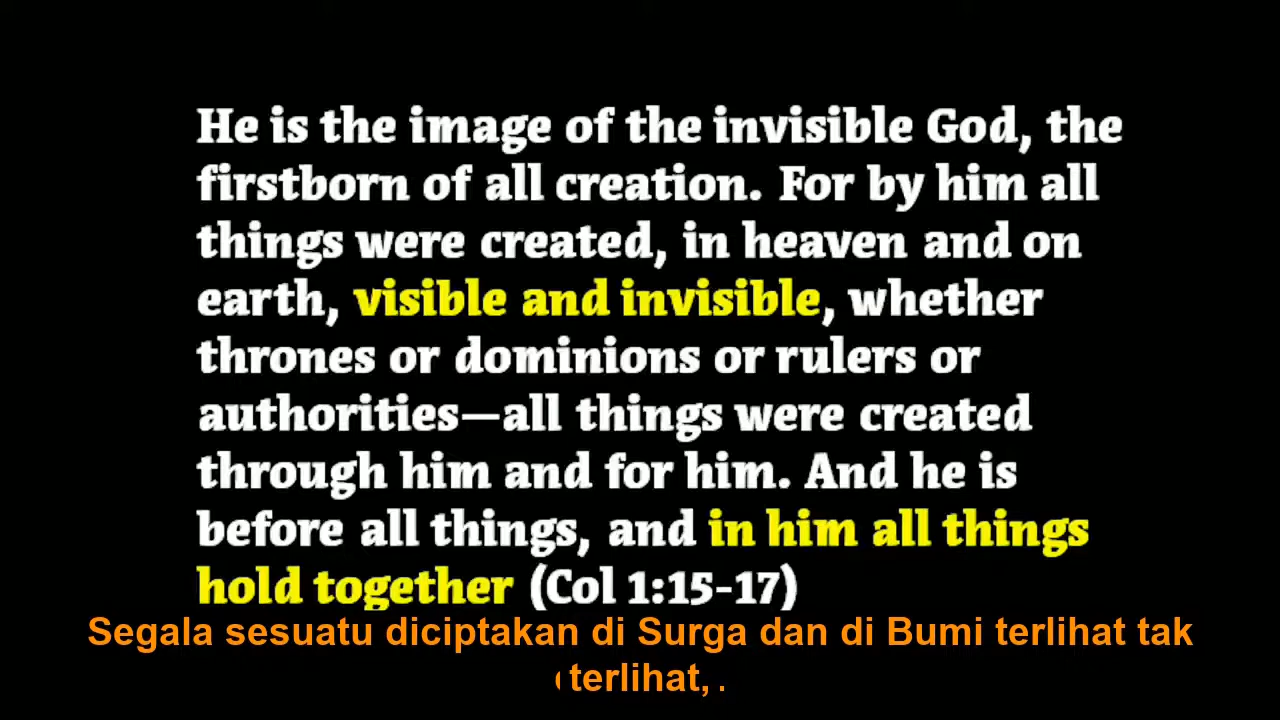 He is the image of the invisible God, the
firstborn of all creation. For by him all
things were created, in heaven and on
earth, visible and invisible, whether
thrones or dominions or rulers or
authorities—all things were created
through him and for him. And he is
before all things, and in him all things
hold together (Col 1:15-17)
Segala sesuatu diciptakan di Surga dan di Bumi terlihat tak
terlihat, .